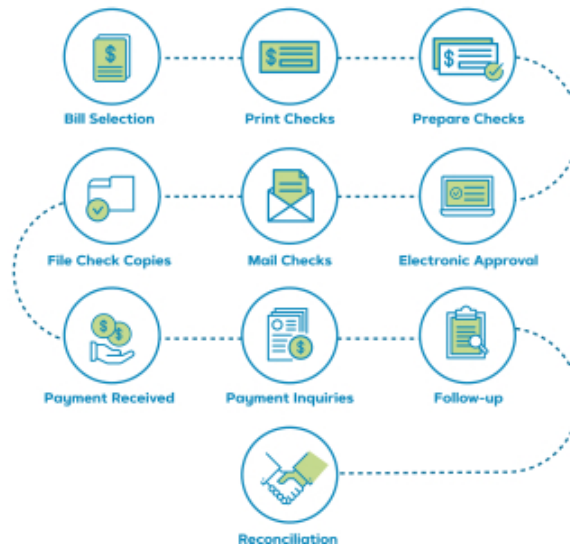 Bill Selection
Print Checks
Prepare Checks
File Check Copies
Mail Checks
Electronic Approval
Payment Received
Payment Inquiries
Follow-up
Reconciliation